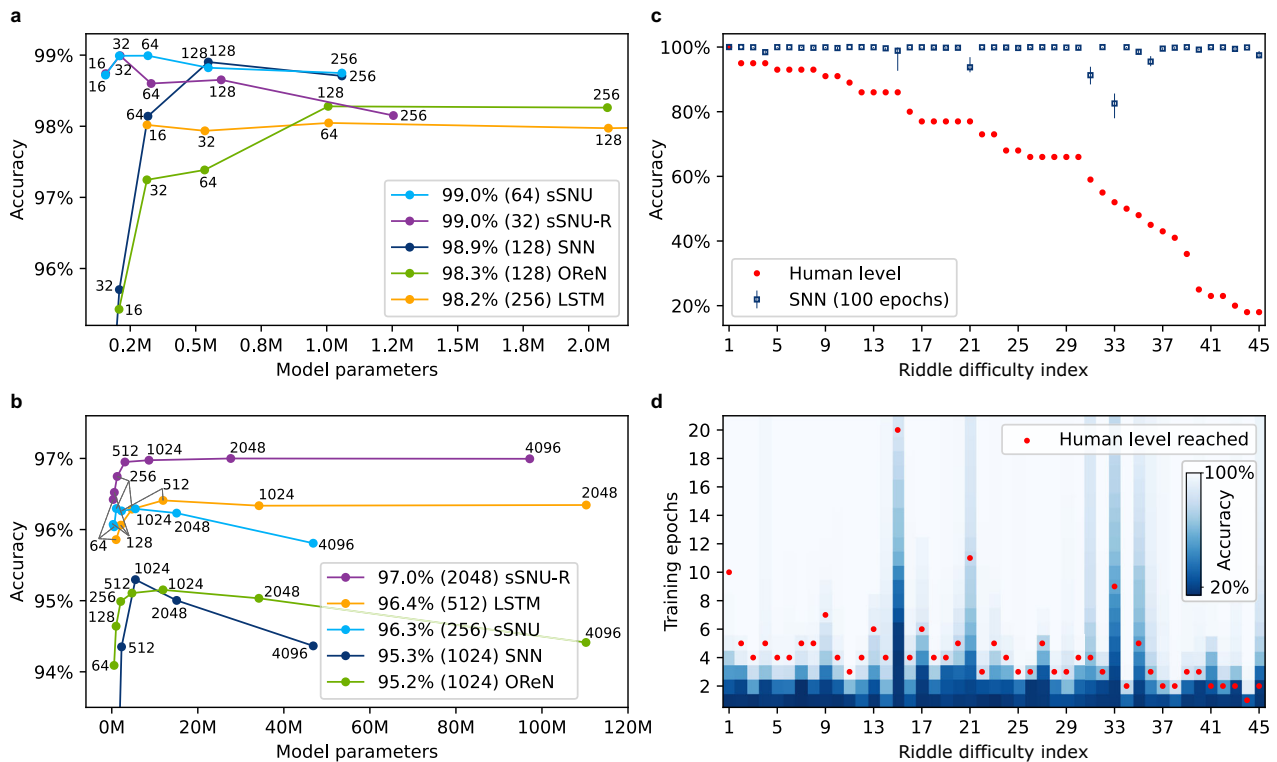 a
99%
98%
97%
96%
Accuracy
16
16
32
32
64
64
128
128
128
256
256
256
32
64
16
32
64
128
256
32
64
128
16
99.0% (64) sSNU
99.0% (32) sSNU-R
98.9% (128) SNN
98.3% (128) OReN
98.2% (256) LSTM
0.2M 0.5M 0.8M 1.0M 1.2M 1.5M 1.8M 2.0M
Model parameters
b
97%
96%
95%
94%
Accuracy
512
1024
2048
4096
256
512
1024
2048
64
128
1024
2048
4096
1024
512
1024
2048
256
128
64
512
2048
4096
4096
97.0% (2048) sSNU-R
96.4% (512) LSTM
96.3% (256) sSNU
95.3% (1024) SNN
95.2% (1024) OReN
0M 20M 40M 60M 80M 100M 120M
Model parameters
c
100%
80%
60%
40%
20%
Accuracy
Human level
SNN (100 epochs)
1 5 9 13 17 21 25 29 33 37 41 45
Riddle difficulty index
d
20
18
16
14
12
10
8
6
4
2
Training epochs
Human level reached
100%
Accuracy
20%
1 5 9 13 17 21 25 29 33 37 41 45
Riddle difficulty index